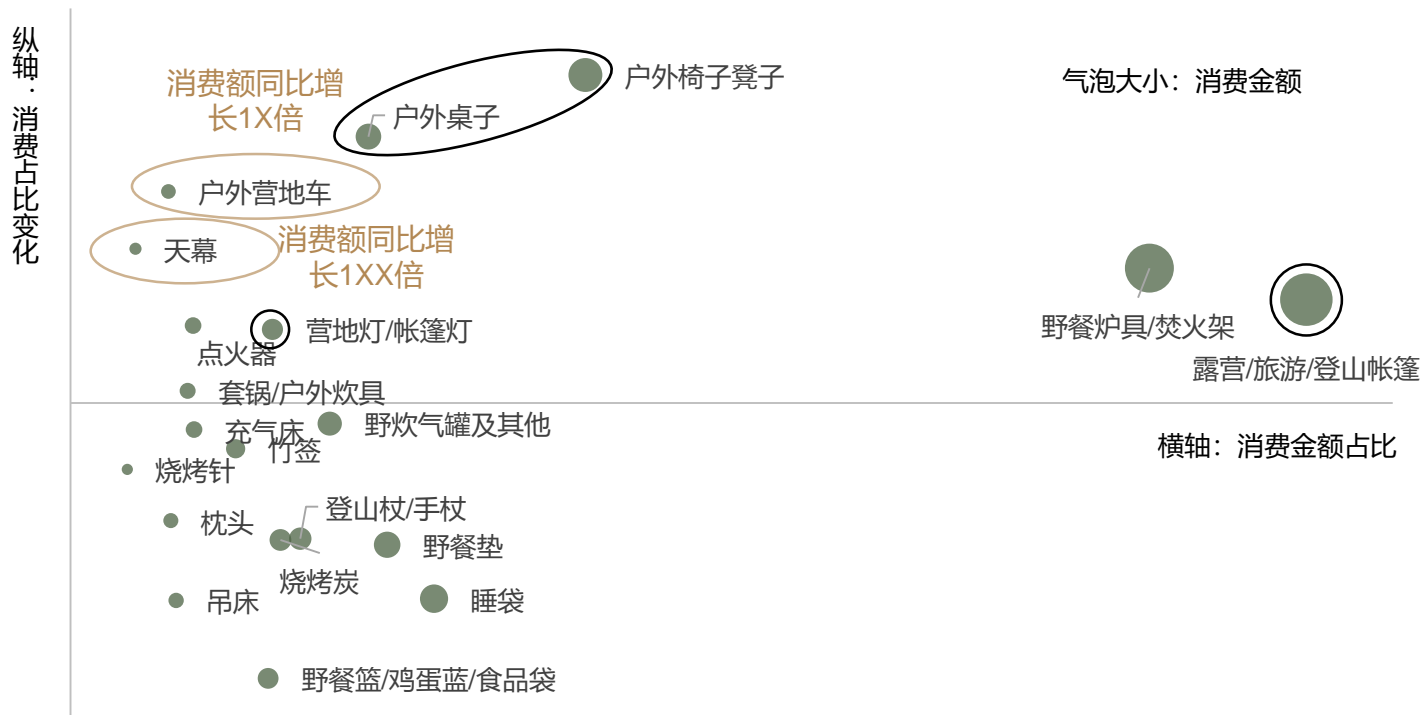 纵轴：消费占比变化
消费额同比增
长1X倍
户外椅子凳子
气泡大小：消费金额
户外桌子
户外营地车
天幕
消费额同比增
长1XX倍
营地灯/帐篷灯
野餐炉具/焚火架
点火器
露营/旅游/登山帐篷
套锅/户外炊具
充气床
野炊气罐及其他
竹签
横轴：消费金额占比
烧烤针
登山杖/手杖
枕头
野餐垫
烧烤炭
吊床
睡袋
野餐篮/鸡蛋蓝/食品袋